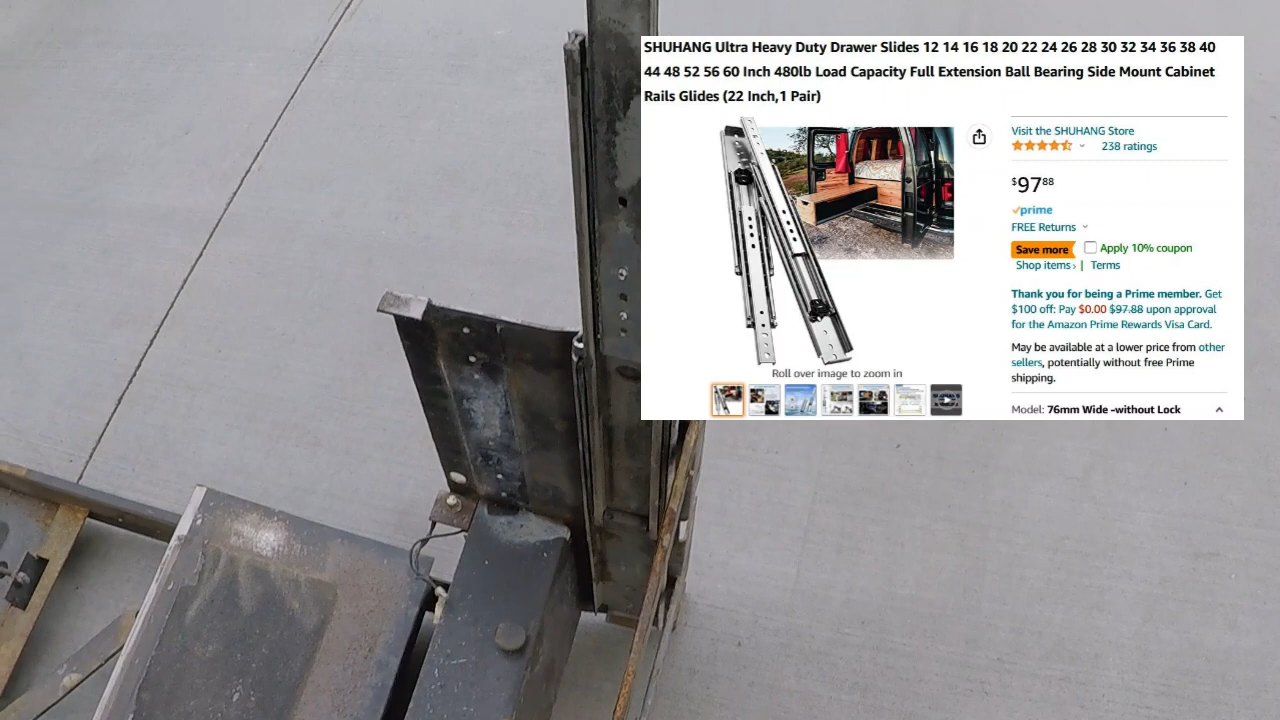 SHUHANG Ultra Heavy Duty Drawer Slides 12 14 16 18 20 22 24 26 28 30 32 34 36 38 40
44 48 52 56 60 Inch 480lb Load Capacity Full Extension Ball Bearing Side Mount Cabinet
Rails Glides (22 Inch,1 Pair)
Visit the SHUHANG Store
238 ratings
$97 88
prime
FREE Returns
Save more Apply 10% coupon
Shop items › | Terms
Thank you for being a Prime member. Get
$100 off: Pay $0.00 $97.88 upon approval
for the Amazon Prime Rewards Visa Card.
May be available at a lower price from other
sellers, potentially without free Prime
shipping.
Roll over image to zoom in
Model: 76mm Wide -without Lock